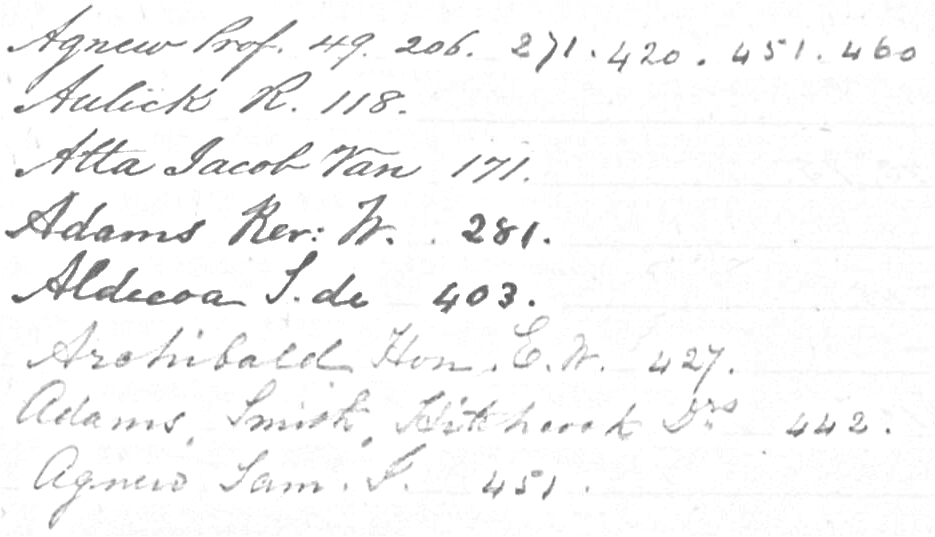 Agnew Prof. 49. 206. 271. 420. 451. 460
Aulick R. 118.
Atta Jacob Van 171.
Adams Rev: W. 281.
Aldecoa S. de 403.
Archibald Hon. E. W. 427.
Adams, Smith, Hitchcock Drs 442.
Agnew Sam. S. 451.